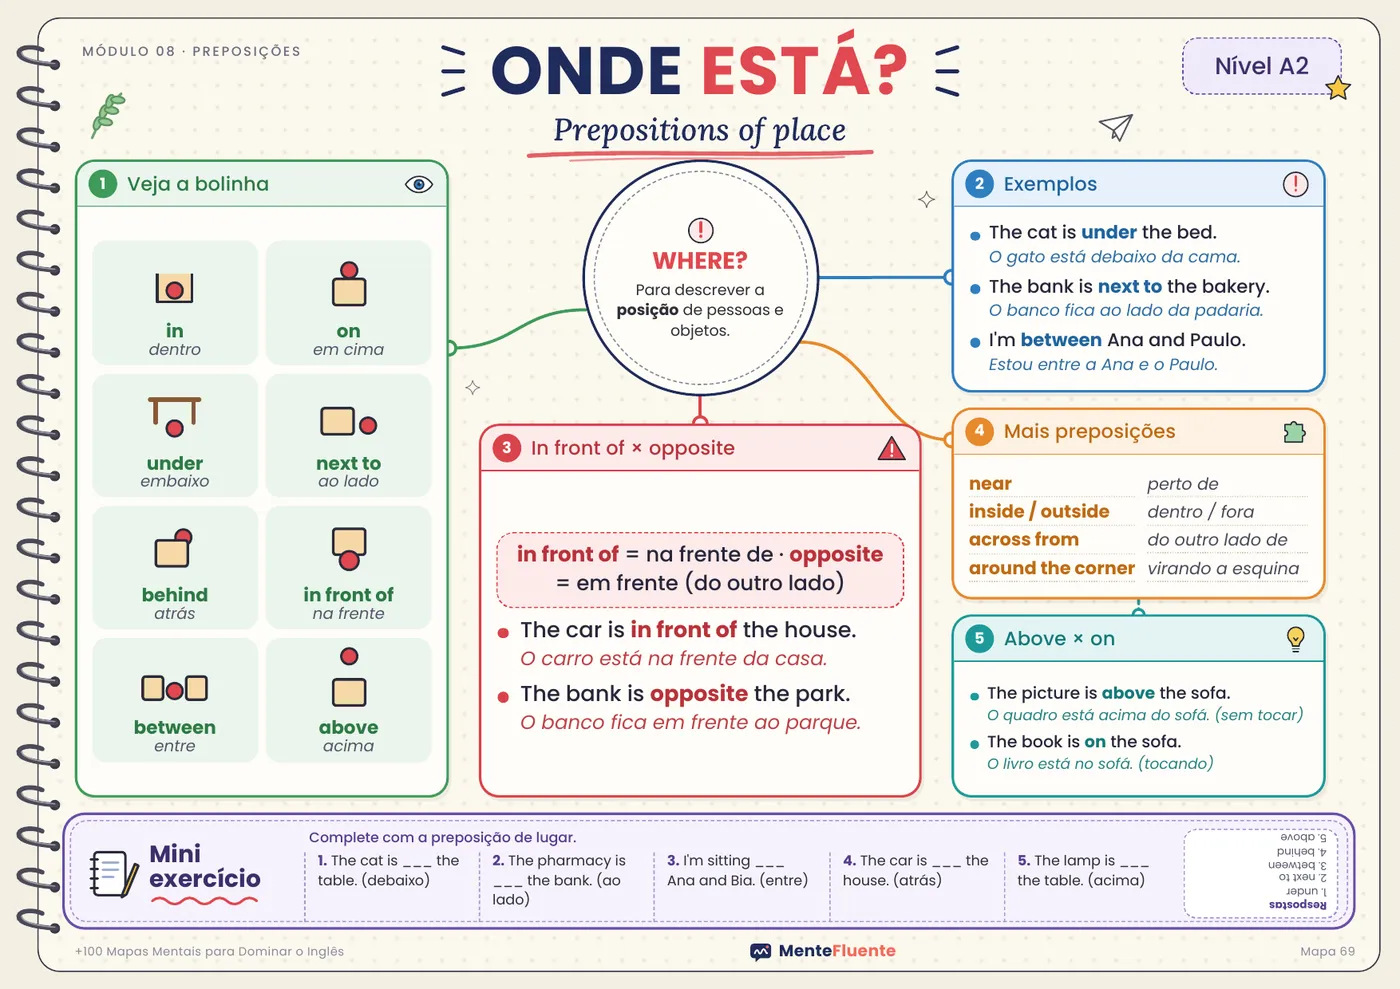 MÓDULO 08 · PREPOSIÇÕES
ONDE ESTÁ?
Prepositions of place
Nível A2
1 Veja a bolinha
in
dentro
on
em cima
under
embaixo
next to
ao lado
behind
atrás
in front of
na frente
between
entre
above
acima
WHERE?
Para descrever a
posição de pessoas e
objetos.
2 Exemplos
The cat is under the bed.
O gato está debaixo da cama.
The bank is next to the bakery.
O banco fica ao lado da padaria.
I'm between Ana and Paulo.
Estou entre a Ana e o Paulo.
3 In front of × opposite
in front of = na frente de · opposite
= em frente (do outro lado)
The car is in front of the house.
O carro está na frente da casa.
The bank is opposite the park.
O banco fica em frente ao parque.
4 Mais preposições
near perto de
inside / outside dentro / fora
across from do outro lado de
around the corner virando a esquina
5 Above × on
The picture is above the sofa.
O quadro está acima do sofá. (sem tocar)
The book is on the sofa.
O livro está no sofá. (tocando)
Mini
exercício
Complete com a preposição de lugar.
1. The cat is ___ the
table. (debaixo)
2. The pharmacy is
___ the bank. (ao
lado)
3. I'm sitting ___
Ana and Bia. (entre)
4. The car is ___ the
house. (atrás)
5. The lamp is ___
the table. (acima)
Respostas
1. under
2. next to
3. between
4. behind
5. above
+100 Mapas Mentais para Dominar o Inglês
MenteFluente
Mapa 69